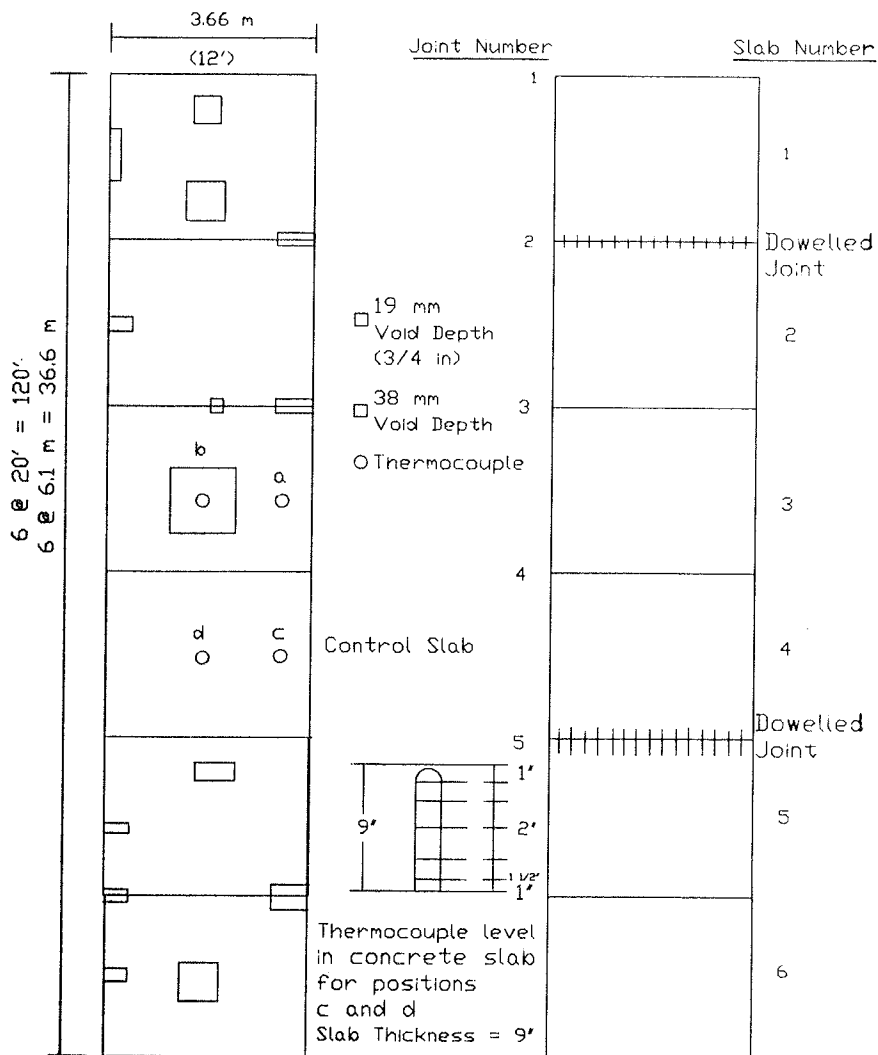 3.66 m
(12')
Joint Number
Slab Number
1
1
2
Dowelled
Joint
6 @ 20' = 120'
6 @ 6.1 m = 36.6 m
19 mm
Void Depth
(3/4 in)
2
38 mm
Void Depth
3
Thermocouple
b
a
3
4
d
c
Control Slab
4
Dowelled
Joint
5
1"
9"
2"
5
1 1/2"
1"
Thermocouple level
in concrete slab
for positions
c and d
Slab Thickness = 9"
6